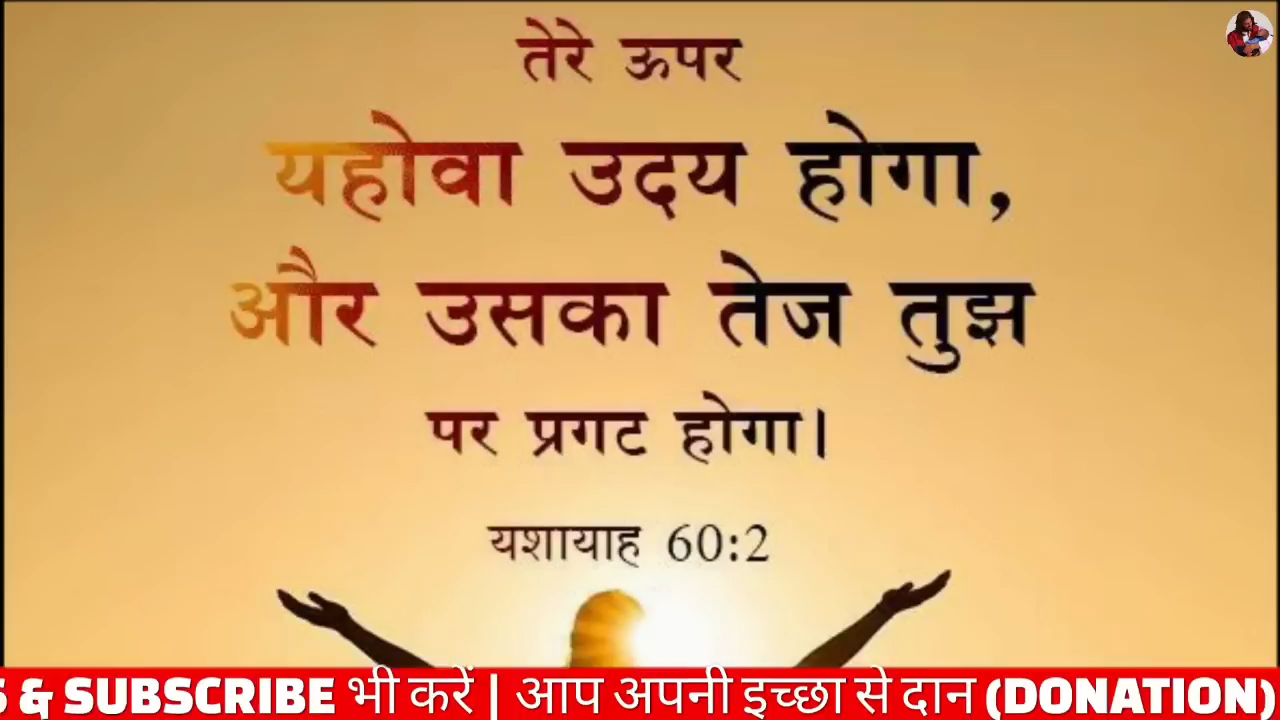 तेरे ऊपर
यहोवा उदय होगा,
और उसका तेज तुझ
पर प्रगट होगा।
यशायाह 60:2
& SUBSCRIBE भी करें | आप अपनी इच्छा से दान (DONATION)